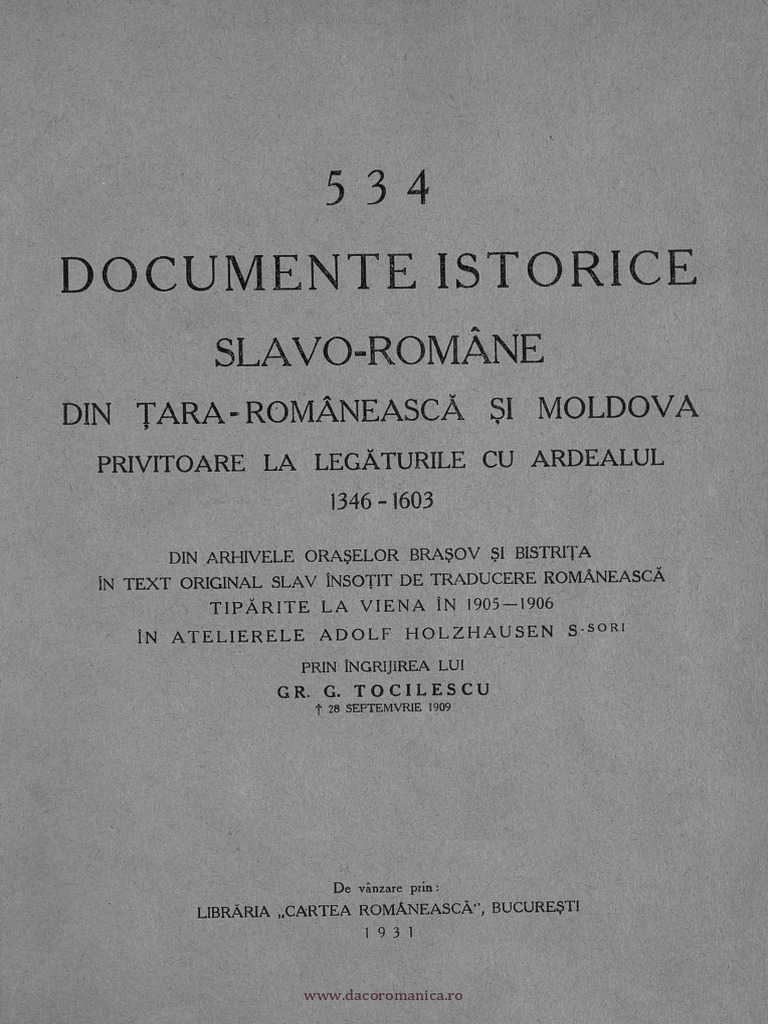 534
DOCUMENTE ISTORICE
SLAVO-ROMÂNE
DIN ȚARA-ROMÂNEASCĂ ȘI MOLDOVA
PRIVITOARE LA LEGĂTURILE CU ARDEALUL
1346 - 1603
DIN ARHIVELE ORAȘELOR BRAȘOV ȘI BISTRIȚA
ÎN TEXT ORIGINAL SLAV ÎNSOȚIT DE TRADUCERE ROMÂNEASCĂ
TIPĂRITE LA VIENA ÎN 1905—1906
ÎN ATELIERELE ADOLF HOLZHAUSEN S-SORI
PRIN ÎNGRIJIREA LUI
GR. G. TOCILESCU
† 28 SEPTEMVRIE 1909
De vânzare prin:
LIBRĂRIA „CARTEA ROMÂNEASCĂ", BUCUREȘTI
1931
www.dacoromanica.ro